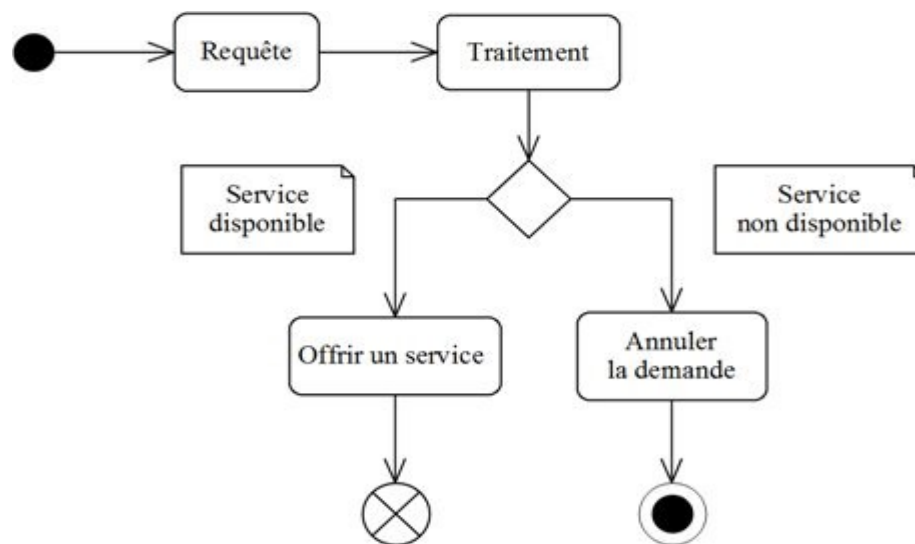 Requête
Traitement
Service
disponible
Service
non disponible
Offrir un service
Annuler
la demande